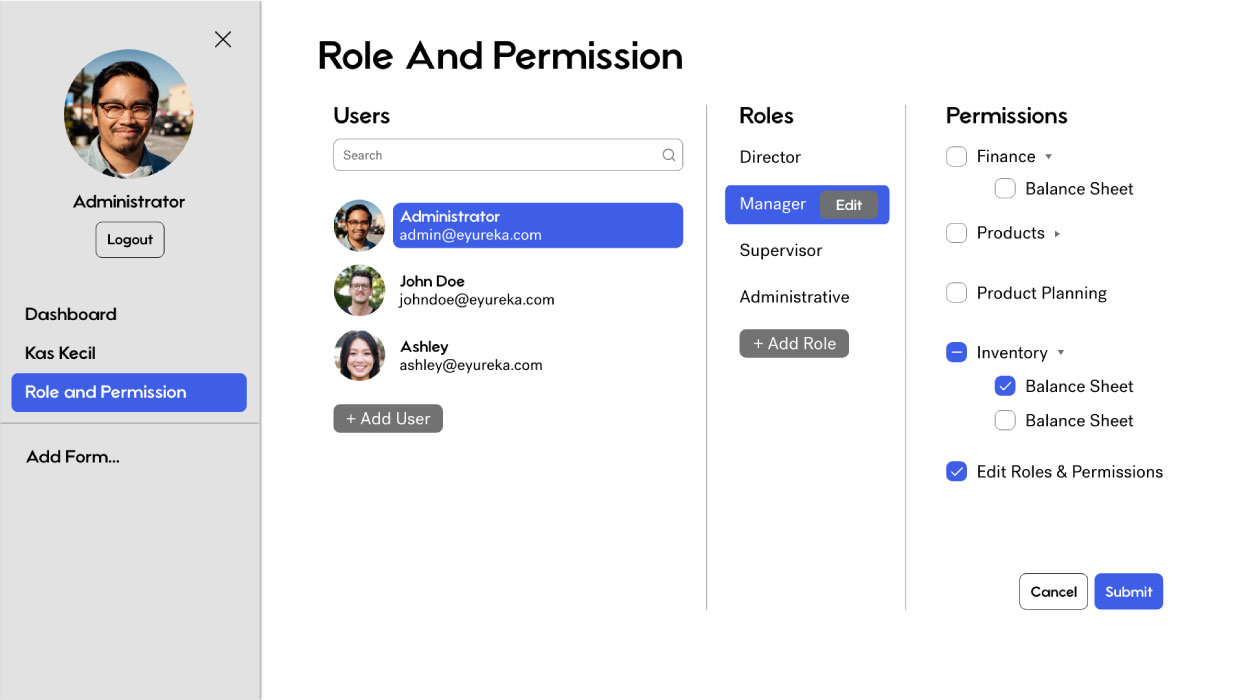 Administrator
Logout
Dashboard
Kas Kecil
Role and Permission
Add Form...
Role And Permission
Users
Search
Administrator
admin@eyureka.com
John Doe
johndoe@eyureka.com
Ashley
ashley@eyureka.com
+ Add User
Roles
Director
Manager
Edit
Supervisor
Administrative
+ Add Role
Permissions
Finance
Balance Sheet
Products
Product Planning
Inventory
Balance Sheet
Balance Sheet
Edit Roles & Permissions
Cancel
Submit